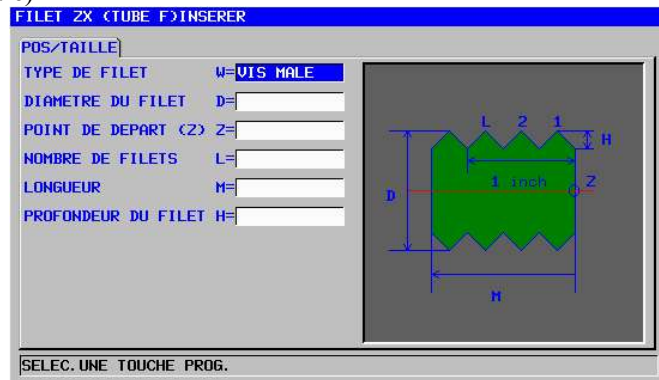 FILET ZX (TUBE F)INSERER
POS/TAILLE
TYPE DE FILET W=VIS MALE
DIAMETRE DU FILET D=
POINT DE DEPART (Z) Z=
NOMBRE DE FILETS L=
LONGUEUR M=
PROFONDEUR DU FILET H=
L 2 1
H
1 inch Z
D
M
SELEC.UNE TOUCHE PROG.